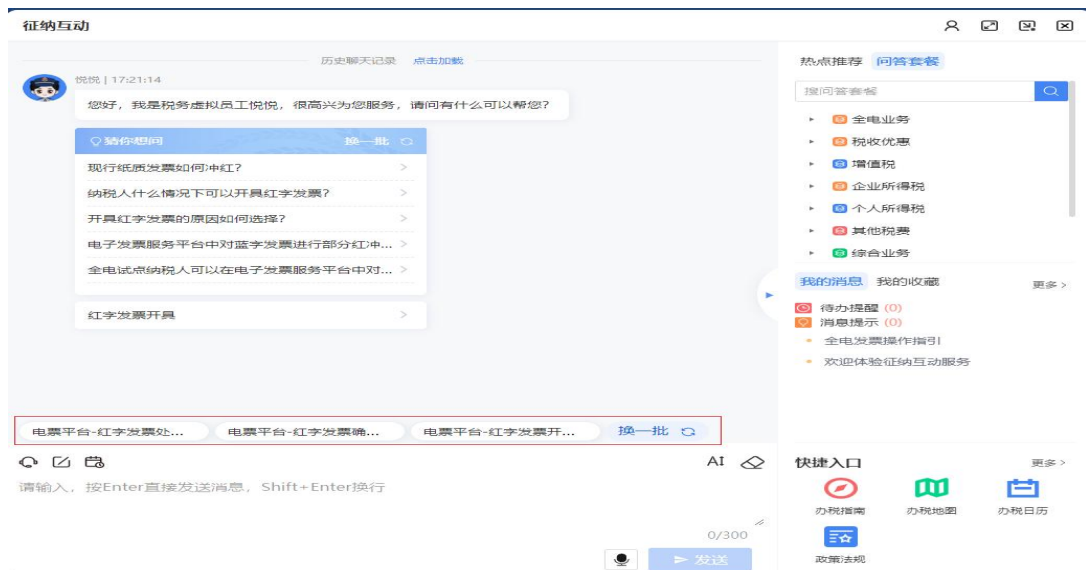 征纳互动
历史聊天记录 点击加载
悦悦 | 17:21:14
您好，我是税务虚拟员工悦悦，很高兴为您服务，请问有什么可以帮您？
猜你想问 换一批
现行纸质发票如何冲红？
纳税人什么情况下可以开具红字发票？
开具红字发票的原因如何选择？
电子发票服务平台中对蓝字发票进行部分红冲...
全电试点纳税人可以在电子发票服务平台中对...
红字发票开具
电票平台-红字发票处... 电票平台-红字发票确... 电票平台-红字发票开... 换一批
AI
请输入，按Enter直接发送消息，Shift+Enter换行
0/300
发送
热点推荐 问答套餐
搜问答套餐
全电业务
税收优惠
增值税
企业所得税
个人所得税
其他税费
综合业务
我的消息 我的收藏 更多>
待办提醒 (0)
消息提示 (0)
全电发票操作指引
欢迎体验征纳互动服务
快捷入口 更多>
办税指南 办税地图 办税日历
政策法规